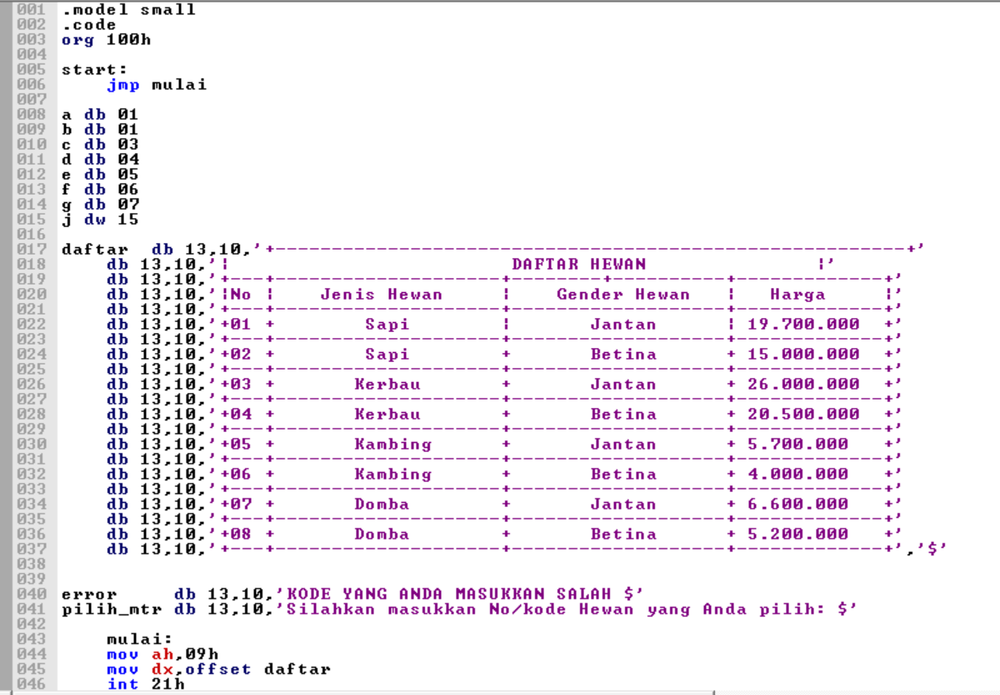 001 .model small
002 .code
003 org 100h
004
005 start:
006     jmp mulai
007
008 a db 01
009 b db 01
010 c db 03
011 d db 04
012 e db 05
013 f db 06
014 g db 07
015 j dw 15
016
017 daftar  db 13,10,'+--------------------------------------------------------+'
018     db 13,10,'¦                         DAFTAR HEWAN               ¦'
019     db 13,10,'+---+--------------------+--------+----------+-------------+'
020     db 13,10,'¦No ¦    Jenis Hewan     ¦    Gender Hewan   ¦   Harga     ¦'
021     db 13,10,'+---+--------------------+-------------------+-------------+'
022     db 13,10,'+01 +        Sapi        ¦       Jantan      ¦ 19.700.000  +'
023     db 13,10,'+---+--------------------+-------------------+-------------+'
024     db 13,10,'+02 +        Sapi        +       Betina      + 15.000.000  +'
025     db 13,10,'+---+--------------------+-------------------+-------------+'
026     db 13,10,'+03 +       Kerbau       +       Jantan      + 26.000.000  +'
027     db 13,10,'+---+--------------------+-------------------+-------------+'
028     db 13,10,'+04 +       Kerbau       +       Betina      + 20.500.000  +'
029     db 13,10,'+---+--------------------+-------------------+-------------+'
030     db 13,10,'+05 +       Kambing      +       Jantan      + 5.700.000   +'
031     db 13,10,'+---+--------------------+-------------------+-------------+'
032     db 13,10,'+06 +       Kambing      +       Betina      + 4.000.000   +'
033     db 13,10,'+---+--------------------+-------------------+-------------+'
034     db 13,10,'+07 +       Domba        +       Jantan      + 6.600.000   +'
035     db 13,10,'+---+--------------------+-------------------+-------------+'
036     db 13,10,'+08 +       Domba        +       Betina      + 5.200.000   +'
037     db 13,10,'+---+--------------------+-------------------+-------------+','$'
038
039
040 error     db 13,10,'KODE YANG ANDA MASUKKAN SALAH $'
041 pilih_mtr db 13,10,'Silahkan masukkan No/kode Hewan yang Anda pilih: $'
042
043     mulai:
044     mov ah,09h
045     mov dx,offset daftar
046     int 21h